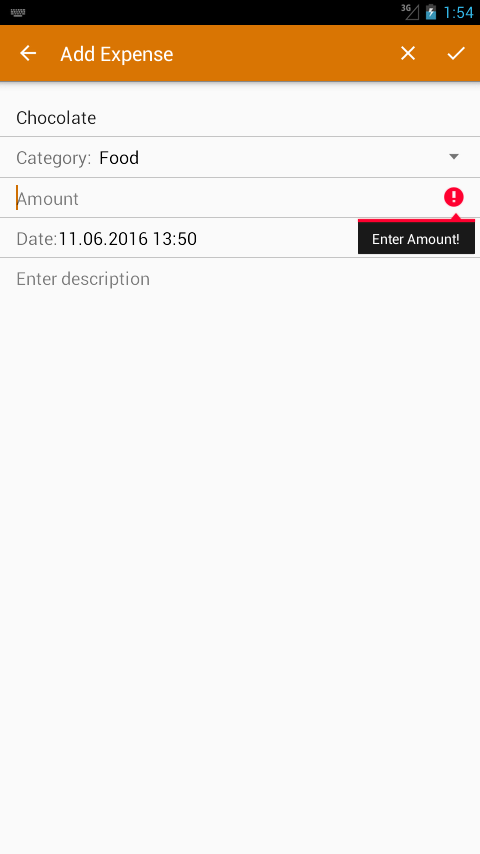 3G 1:54
Add Expense
Chocolate
Category: Food
Amount
Date:11.06.2016 13:50
Enter Amount!
Enter description